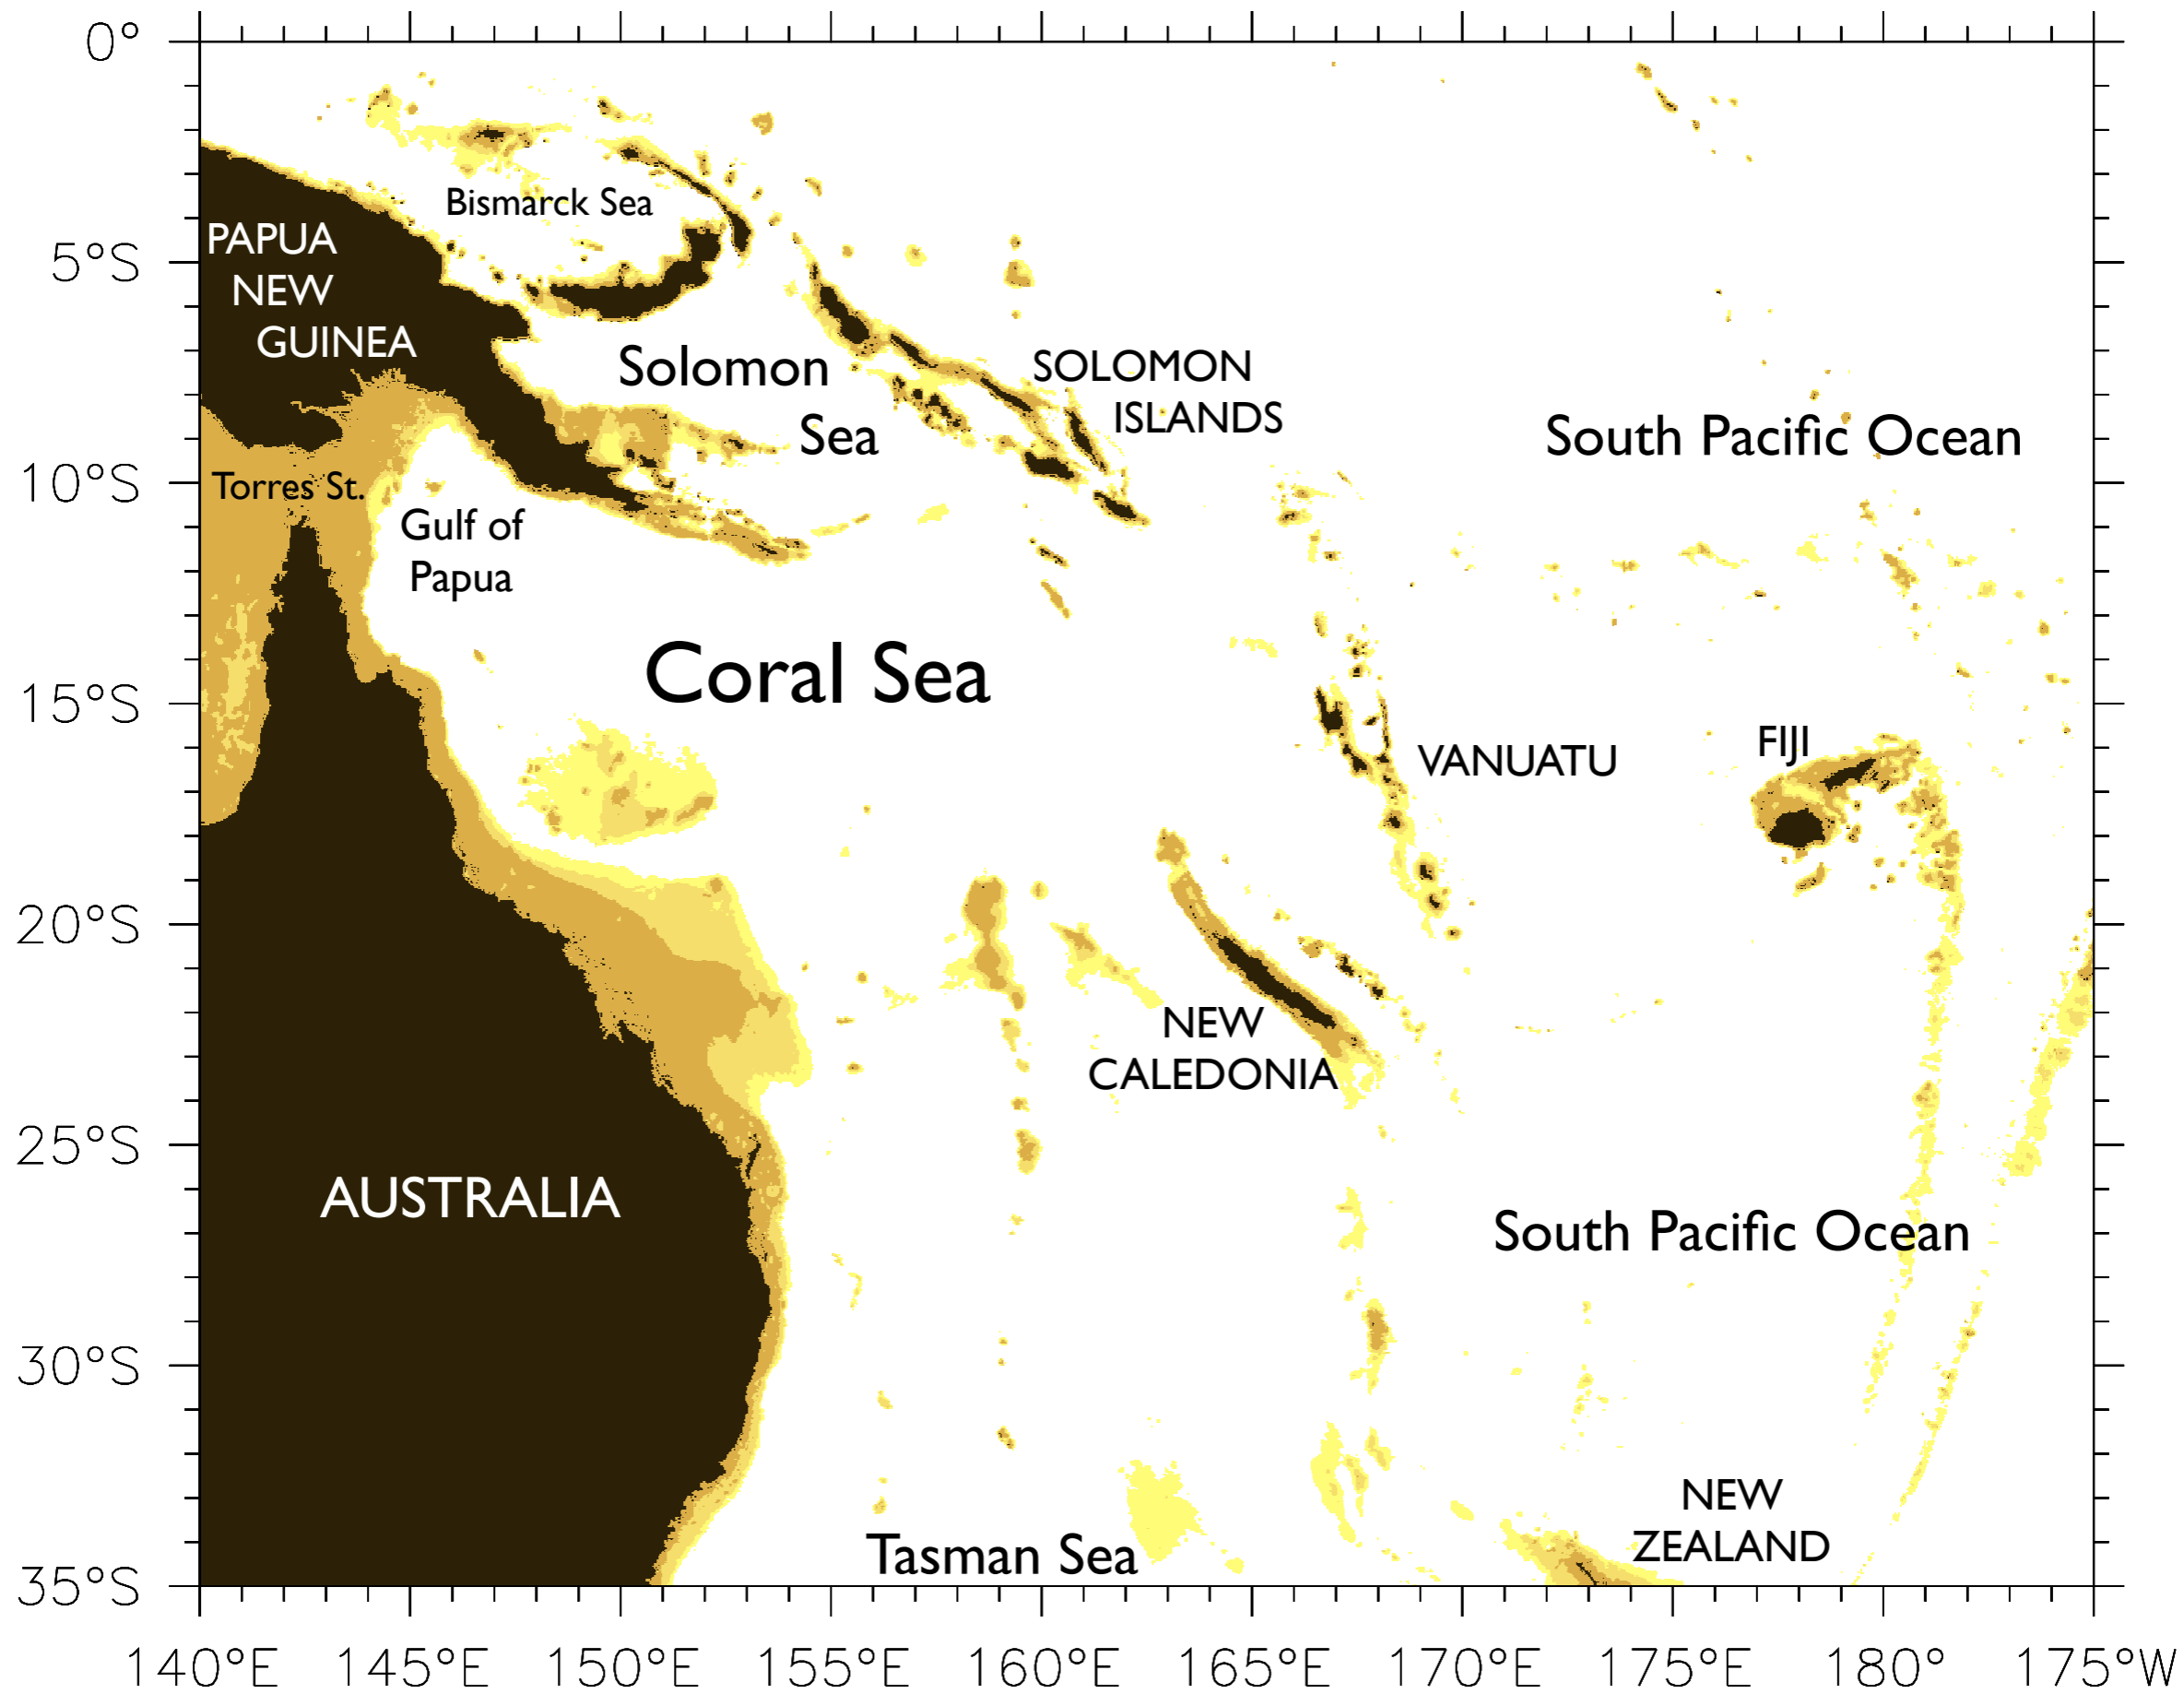 0°
Bismarck Sea
PAPUA
NEW
GUINEA
5°S
Solomon
Sea
SOLOMON
ISLANDS
South Pacific Ocean
10°S
Torres St.
Gulf of
Papua
Coral Sea
15°S
VANUATU
FIJI
20°S
NEW
CALEDONIA
25°S
AUSTRALIA
South Pacific Ocean
30°S
NEW
ZEALAND
Tasman Sea
35°S
140°E 145°E 150°E 155°E 160°E 165°E 170°E 175°E 180° 175°W